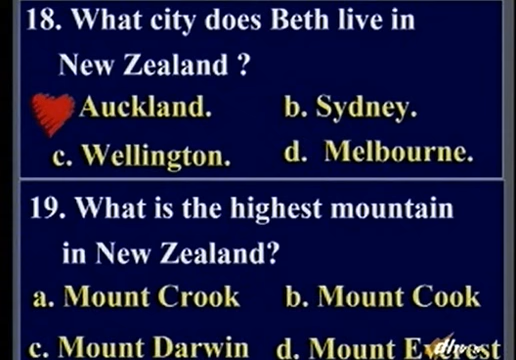 18. What city does Beth live in
New Zealand ?
Auckland. b. Sydney.
c. Wellington. d. Melbourne.
19. What is the highest mountain
in New Zealand?
a. Mount Crook b. Mount Cook
c. Mount Darwin d. Mount